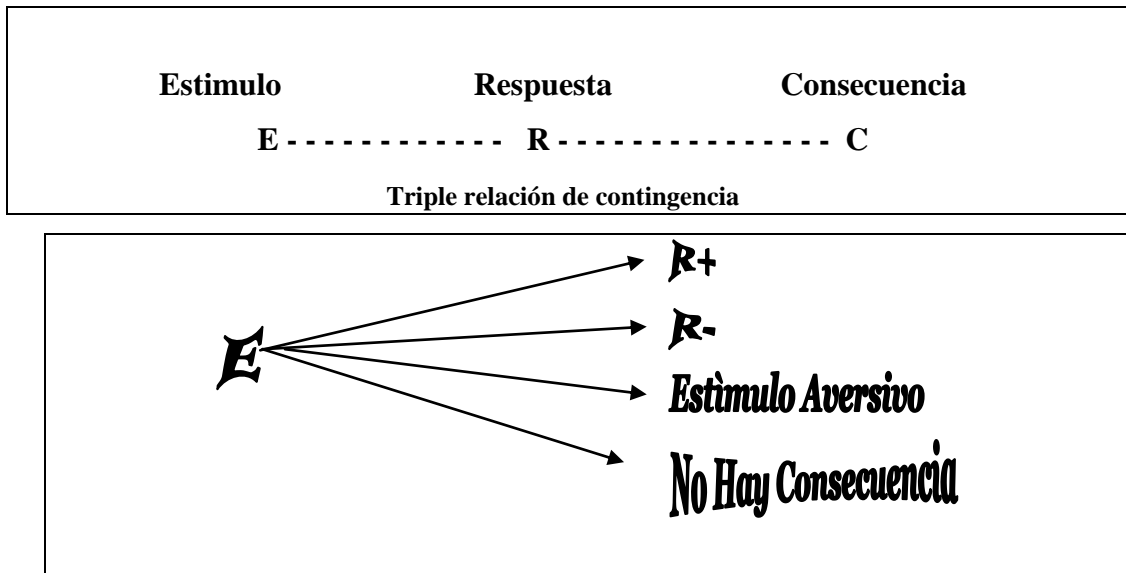 Estimulo Respuesta Consecuencia
E - - - - - - - - - - - - R - - - - - - - - - - - - - - - C
Triple relación de contingencia
R+
R-
E
Estìmulo Aversivo
No Hay Consecuencia